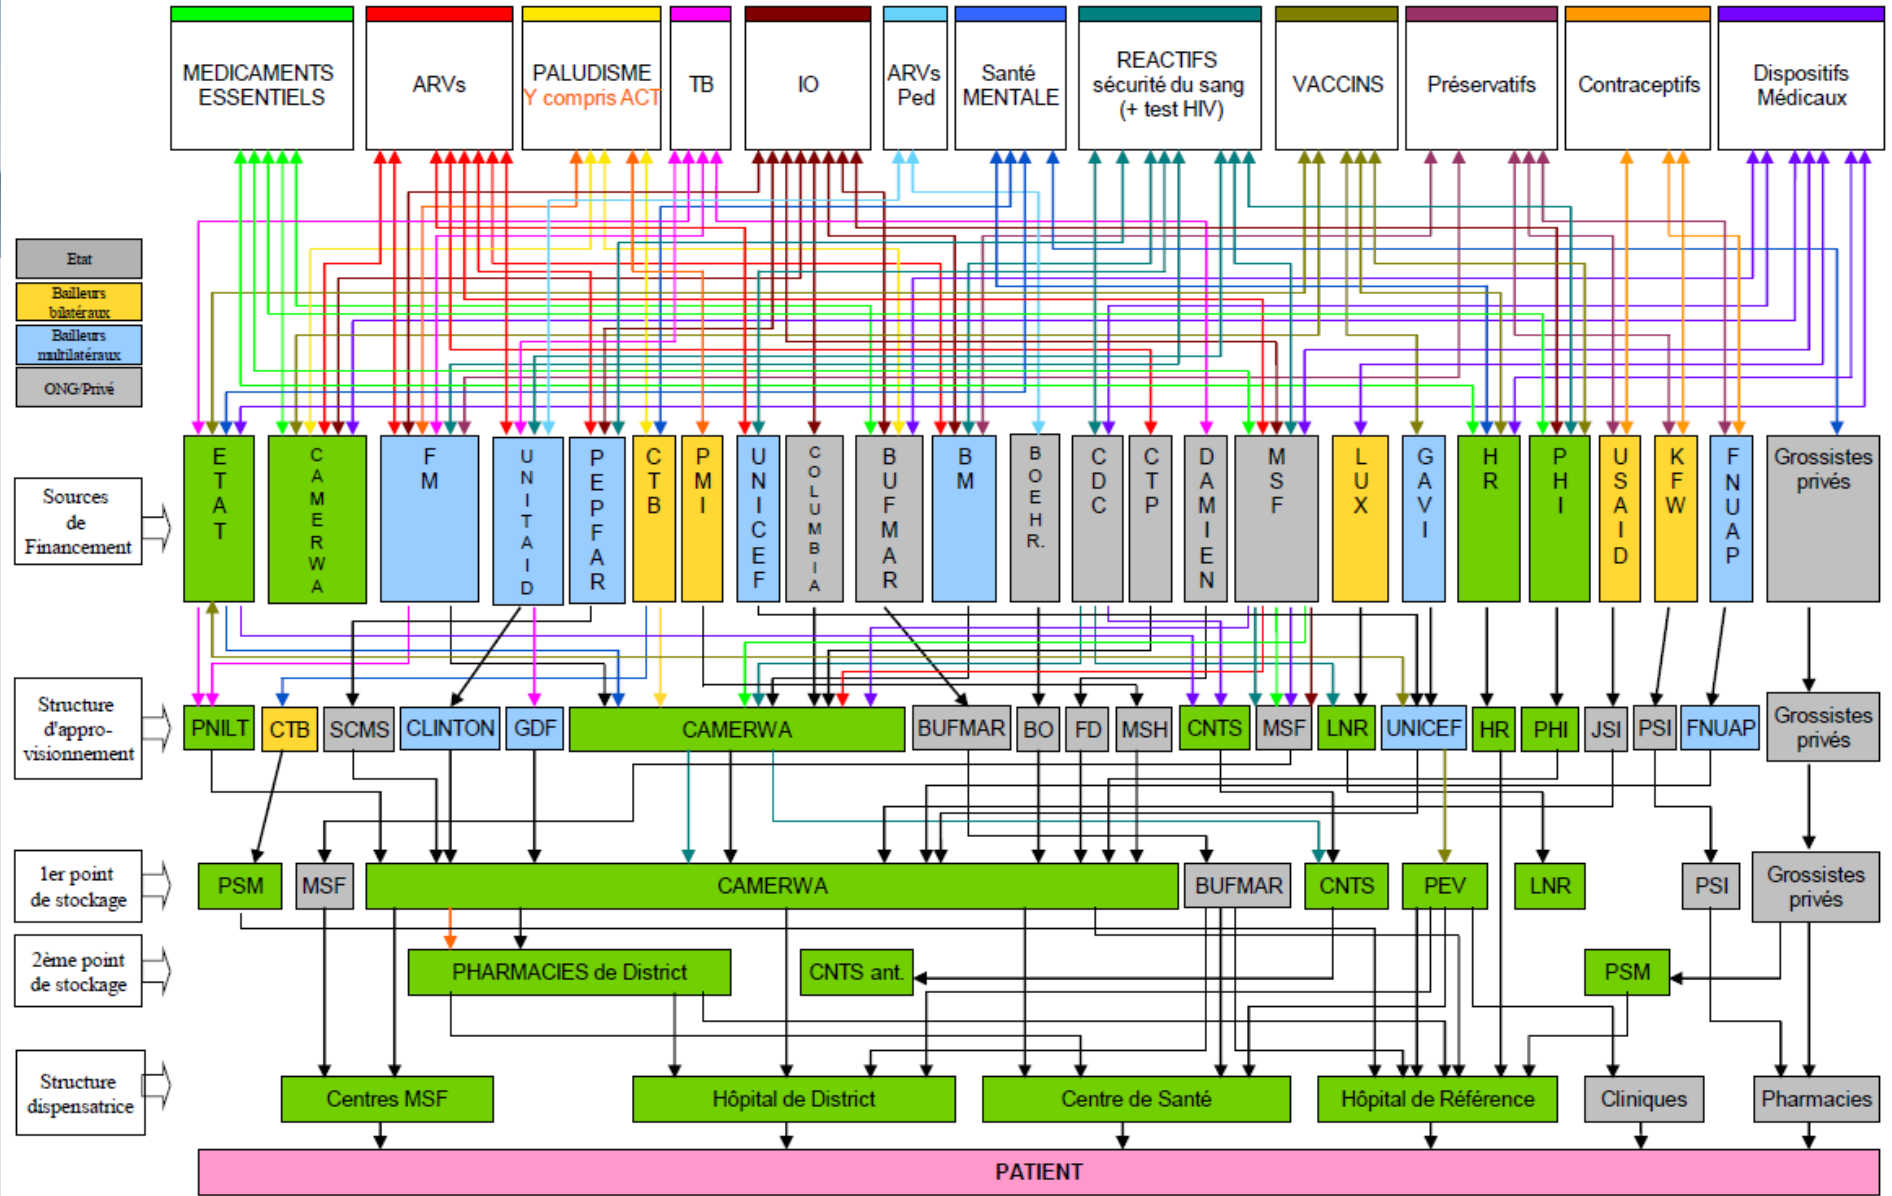 MEDICAMENTS
ESSENTIELS
ARVs
PALUDISME
Y compris ACT
TB
IO
ARVs
Ped
Santé
MENTALE
REACTIFS
sécurité du sang
(+ test HIV)
VACCINS
Préservatifs
Contraceptifs
Dispositifs
Médicaux
Etat
Bailleurs
bilatéraux
Bailleurs
multilatéraux
ONG/Privé
Sources
de
Financement
ETAT
CAMERWA
FM
UNITAID
PEPFAR
CTB
PMI
UNICEF
COLUMBIA
BUFMAR
BM
BOEHR.
CDC
CTP
DAMIEN
MSF
LUX
GAVI
HR
PHI
USAID
KFW
FNUAP
Grossistes
privés
Structure
d'appro-
visionnement
PNILT
CTB
SCMS
CLINTON
GDF
CAMERWA
BUFMAR
BO
FD
MSH
CNTS
MSF
LNR
UNICEF
HR
PHI
JSI
PSI
FNUAP
Grossistes
privés
1er point
de stockage
PSM
MSF
CAMERWA
BUFMAR
CNTS
PEV
LNR
PSI
Grossistes
privés
2ème point
de stockage
PHARMACIES de District
CNTS ant.
PSM
Structure
dispensatrice
Centres MSF
Hôpital de District
Centre de Santé
Hôpital de Référence
Cliniques
Pharmacies
PATIENT